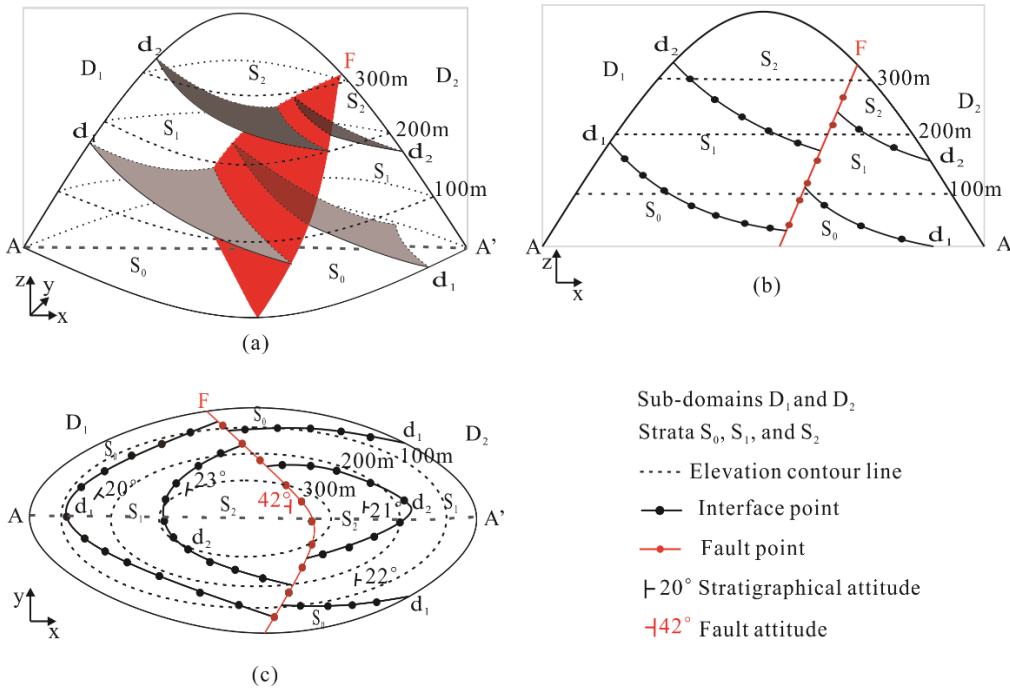 d₂
D₁
S₂
F
300m
D₂
S₂
d₁
S₁
200m
d₂
S₁
100m
A
A’
S₀
S₀
d₁
z
y
x
(a)
d₂
F
S₂
D₁
300m
S₂
D₂
d₁
200m
S₁
S₁
d₂
100m
S₀
S₀
d₁
A
A
z
x
(b)
F
D₁
S₀
d₁
D₂
S₀
200m
100m
20°
23°
300m
42°
A
d₁
S₁
S₂
S₂
21°
d₂
S₁
A’
d₂
22°
d₁
S₀
y
x
(c)
Sub-domains D₁ and D₂
Strata S₀, S₁, and S₂
Elevation contour line
Interface point
Fault point
20° Stratigraphical attitude
42° Fault attitude